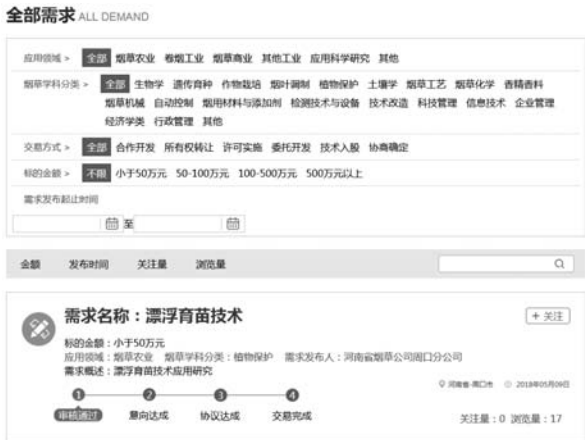 全部需求 ALL DEMAND
应用领域 > 全部 烟草农业 卷烟工业 烟草商业 其他工业 应用科学研究 其他
烟草学科分类 > 全部 生物学 遗传育种 作物栽培 烟叶调制 植物保护 土壤学 烟草工艺 烟草化学 香精香料
烟草机械 自动控制 烟用材料与添加剂 检测技术与设备 技术改造 科技管理 信息技术 企业管理
经济学类 行政管理 其他
交易方式 > 全部 合作开发 所有权转让 许可实施 委托开发 技术入股 协商确定
标的金额 > 不限 小于50万元 50-100万元 100-500万元 500万元以上
需求发布起止时间
至
金额 发布时间 关注量 浏览量
需求名称：漂浮育苗技术
+ 关注
标的金额：小于50万元
应用领域：烟草农业 烟草学科分类：植物保护 需求发布人：河南省烟草公司周口分公司
需求概述：漂浮育苗技术应用研究
河南省-周口市 2018年05月09日
1 2 3 4
审核通过 意向达成 协议达成 交易完成
关注量：0 浏览量：17